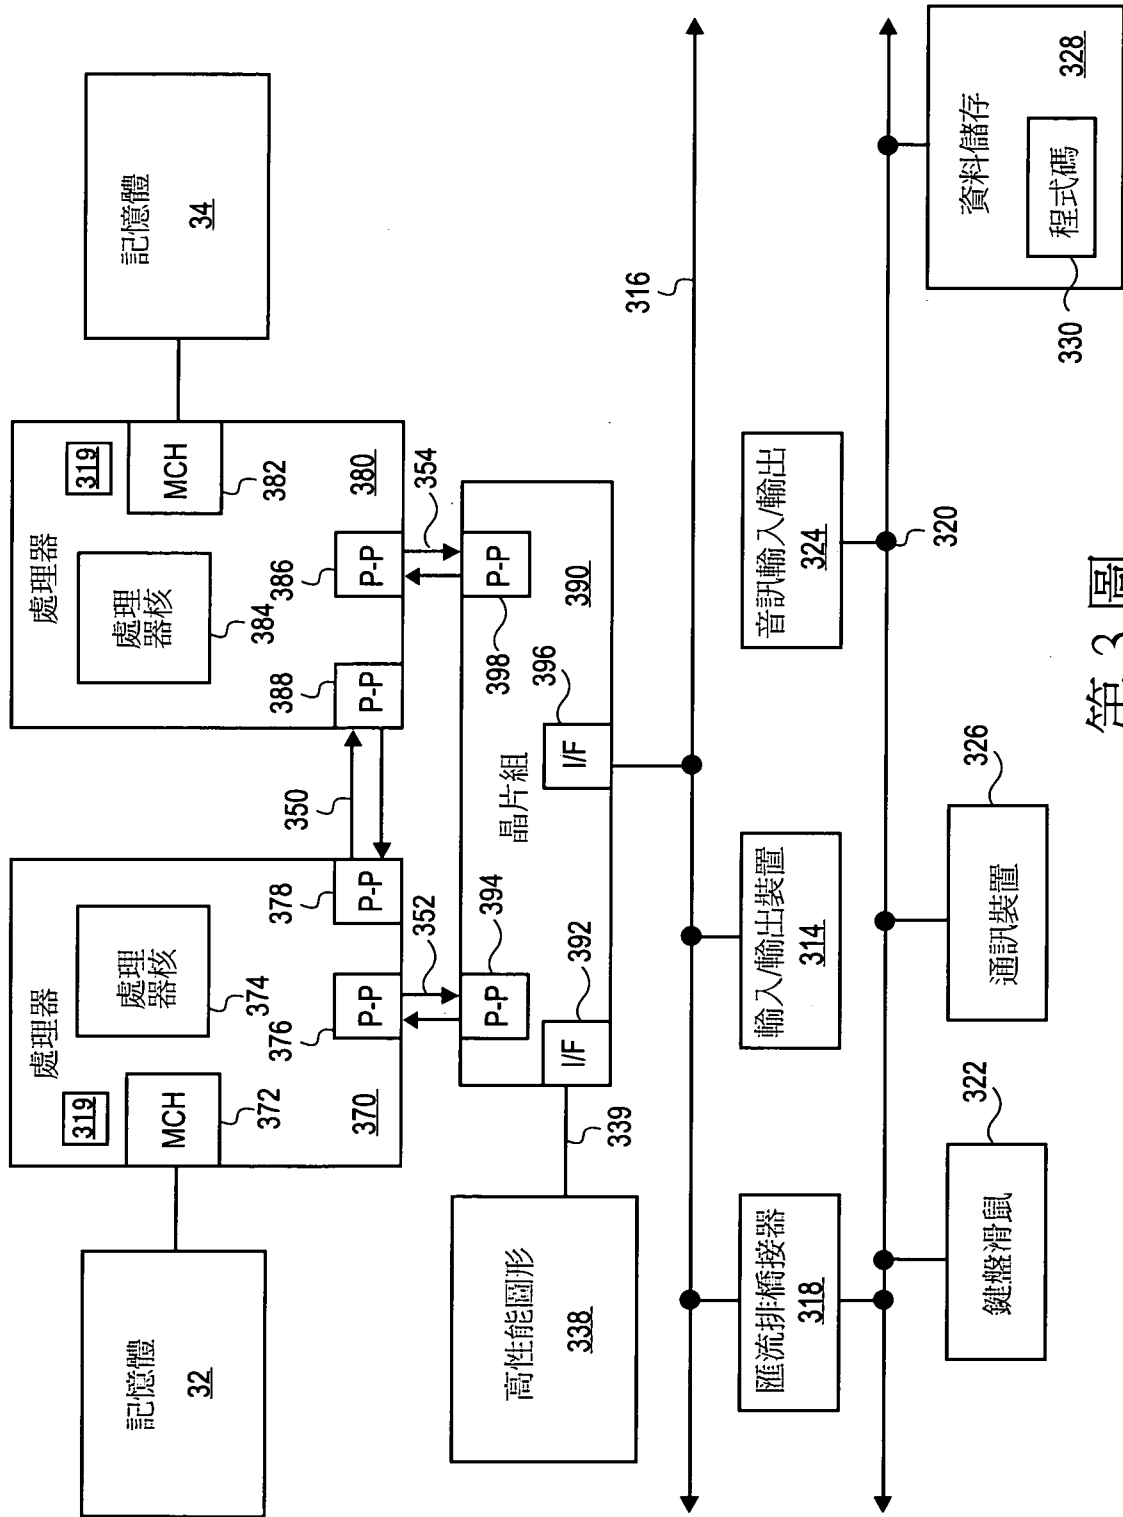 記憶體
32
處理器
319
MCH
372
處理
器核
374
370
376
P-P
378
P-P
350
352
處理器
319
MCH
382
處理
器核
384
380
388
P-P
386
P-P
354
記憶體
34
高性能圖形
338
339
晶片組
390
394
P-P
392
I/F
398
P-P
396
I/F
316
匯流排橋接器
318
輸入/輸出裝置
314
音訊輸入/輸出
324
320
鍵盤滑鼠
322
通訊裝置
326
資料儲存
328
程式碼
330
第 3 圖